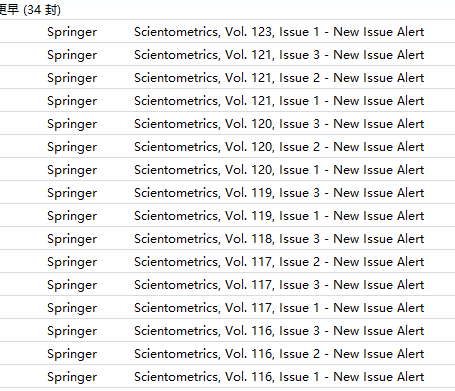 更早 (34 封)
Springer Scientometrics, Vol. 123, Issue 1 - New Issue Alert
Springer Scientometrics, Vol. 121, Issue 3 - New Issue Alert
Springer Scientometrics, Vol. 121, Issue 2 - New Issue Alert
Springer Scientometrics, Vol. 121, Issue 1 - New Issue Alert
Springer Scientometrics, Vol. 120, Issue 3 - New Issue Alert
Springer Scientometrics, Vol. 120, Issue 2 - New Issue Alert
Springer Scientometrics, Vol. 120, Issue 1 - New Issue Alert
Springer Scientometrics, Vol. 119, Issue 3 - New Issue Alert
Springer Scientometrics, Vol. 119, Issue 1 - New Issue Alert
Springer Scientometrics, Vol. 118, Issue 3 - New Issue Alert
Springer Scientometrics, Vol. 117, Issue 2 - New Issue Alert
Springer Scientometrics, Vol. 117, Issue 3 - New Issue Alert
Springer Scientometrics, Vol. 117, Issue 1 - New Issue Alert
Springer Scientometrics, Vol. 116, Issue 3 - New Issue Alert
Springer Scientometrics, Vol. 116, Issue 2 - New Issue Alert
Springer Scientometrics, Vol. 116, Issue 1 - New Issue Alert